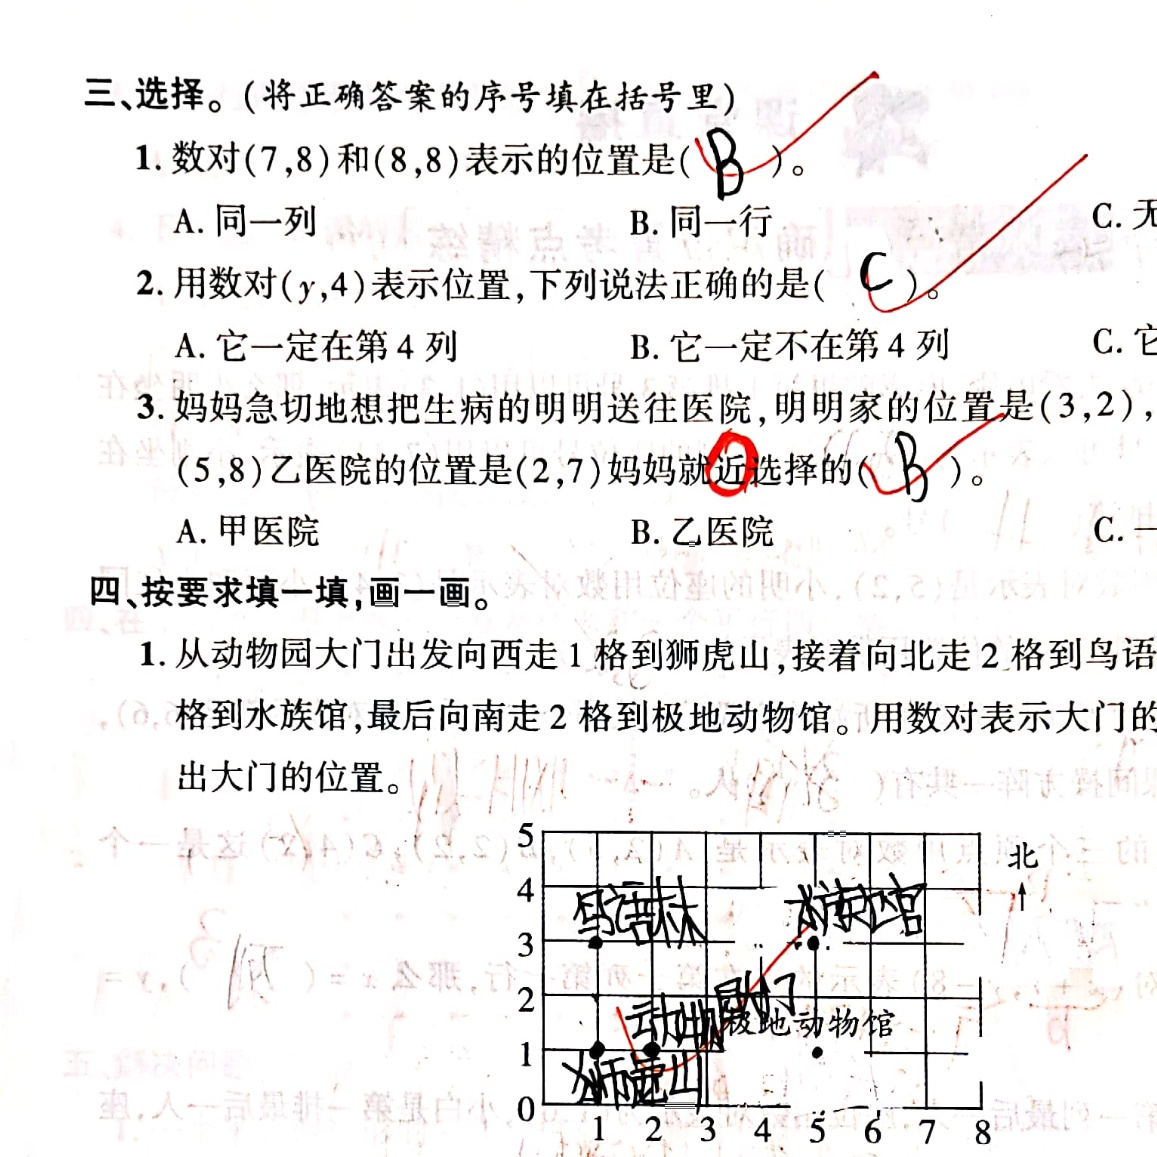 三、选择。(将正确答案的序号填在括号里)
1. 数对(7,8)和(8,8)表示的位置是( B )。
A. 同一列 B. 同一行 C. 无
2. 用数对(y,4)表示位置,下列说法正确的是( C )。
A. 它一定在第4列 B. 它一定不在第4列 C. 它
3. 妈妈急切地想把生病的明明送往医院,明明家的位置是(3,2),
(5,8)乙医院的位置是(2,7)妈妈就近选择的( B )。
A. 甲医院 B. 乙医院 C. 一
四、按要求填一填,画一画。
1. 从动物园大门出发向西走1格到狮虎山,接着向北走2格到鸟语
格到水族馆,最后向南走2格到极地动物馆。用数对表示大门的
出大门的位置。
5
北
4 鸟语林 水族馆
3
2
动物园大门
极地动物馆
1
狮虎山
0
1 2 3 4 5 6 7 8